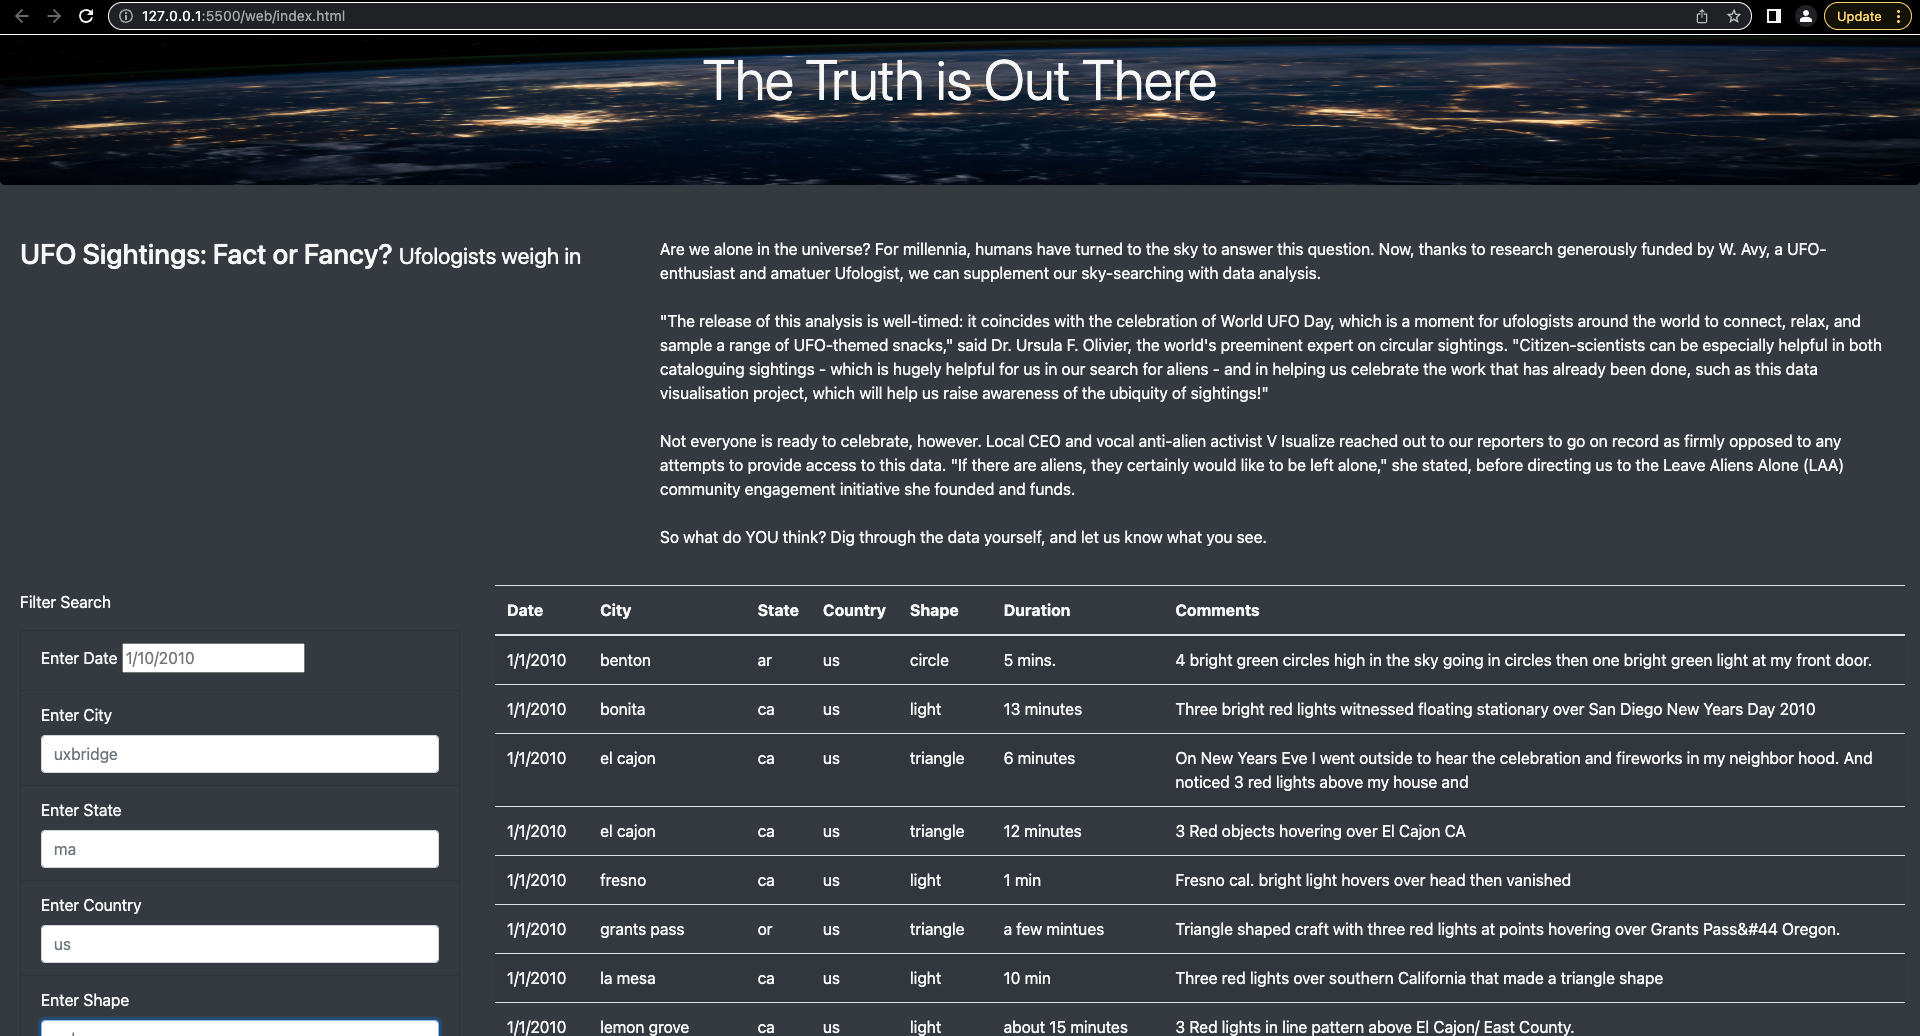 127.0.0.1:5500/web/index.html
Update
The Truth is Out There
UFO Sightings: Fact or Fancy? Ufologists weigh in
Are we alone in the universe? For millennia, humans have turned to the sky to answer this question. Now, thanks to research generously funded by W. Avy, a UFO-
enthusiast and amatuer Ufologist, we can supplement our sky-searching with data analysis.
"The release of this analysis is well-timed: it coincides with the celebration of World UFO Day, which is a moment for ufologists around the world to connect, relax, and
sample a range of UFO-themed snacks," said Dr. Ursula F. Olivier, the world's preeminent expert on circular sightings. "Citizen-scientists can be especially helpful in both
cataloguing sightings - which is hugely helpful for us in our search for aliens - and in helping us celebrate the work that has already been done, such as this data
visualisation project, which will help us raise awareness of the ubiquity of sightings!"
Not everyone is ready to celebrate, however. Local CEO and vocal anti-alien activist V Isualize reached out to our reporters to go on record as firmly opposed to any
attempts to provide access to this data. "If there are aliens, they certainly would like to be left alone," she stated, before directing us to the Leave Aliens Alone (LAA)
community engagement initiative she founded and funds.
So what do YOU think? Dig through the data yourself, and let us know what you see.
Filter Search
Enter Date 1/10/2010
Enter City
uxbridge
Enter State
ma
Enter Country
us
Enter Shape
Date City State Country Shape Duration Comments
1/1/2010 benton ar us circle 5 mins. 4 bright green circles high in the sky going in circles then one bright green light at my front door.
1/1/2010 bonita ca us light 13 minutes Three bright red lights witnessed floating stationary over San Diego New Years Day 2010
1/1/2010 el cajon ca us triangle 6 minutes On New Years Eve I went outside to hear the celebration and fireworks in my neighbor hood. And
noticed 3 red lights above my house and
1/1/2010 el cajon ca us triangle 12 minutes 3 Red objects hovering over El Cajon CA
1/1/2010 fresno ca us light 1 min Fresno cal. bright light hovers over head then vanished
1/1/2010 grants pass or us triangle a few mintues Triangle shaped craft with three red lights at points hovering over Grants Pass&#44 Oregon.
1/1/2010 la mesa ca us light 10 min Three red lights over southern California that made a triangle shape
1/1/2010 lemon grove ca us light about 15 minutes 3 Red lights in line pattern above El Cajon/ East County.